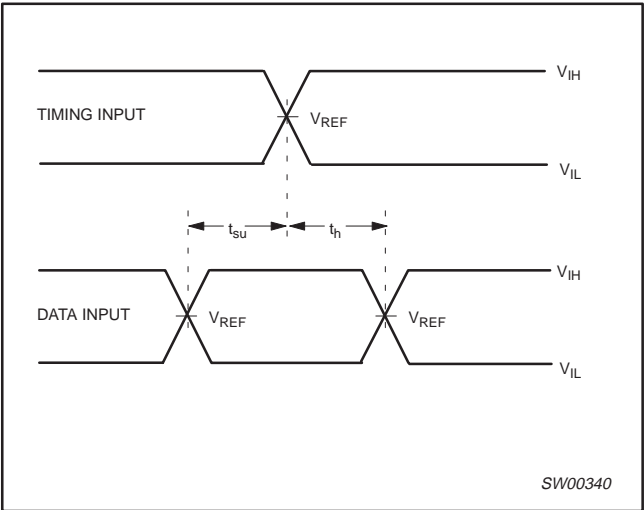 V_IH
TIMING INPUT
V_REF
V_IL
t_su
t_h
V_IH
DATA INPUT
V_REF
V_REF
V_IL
SW00340